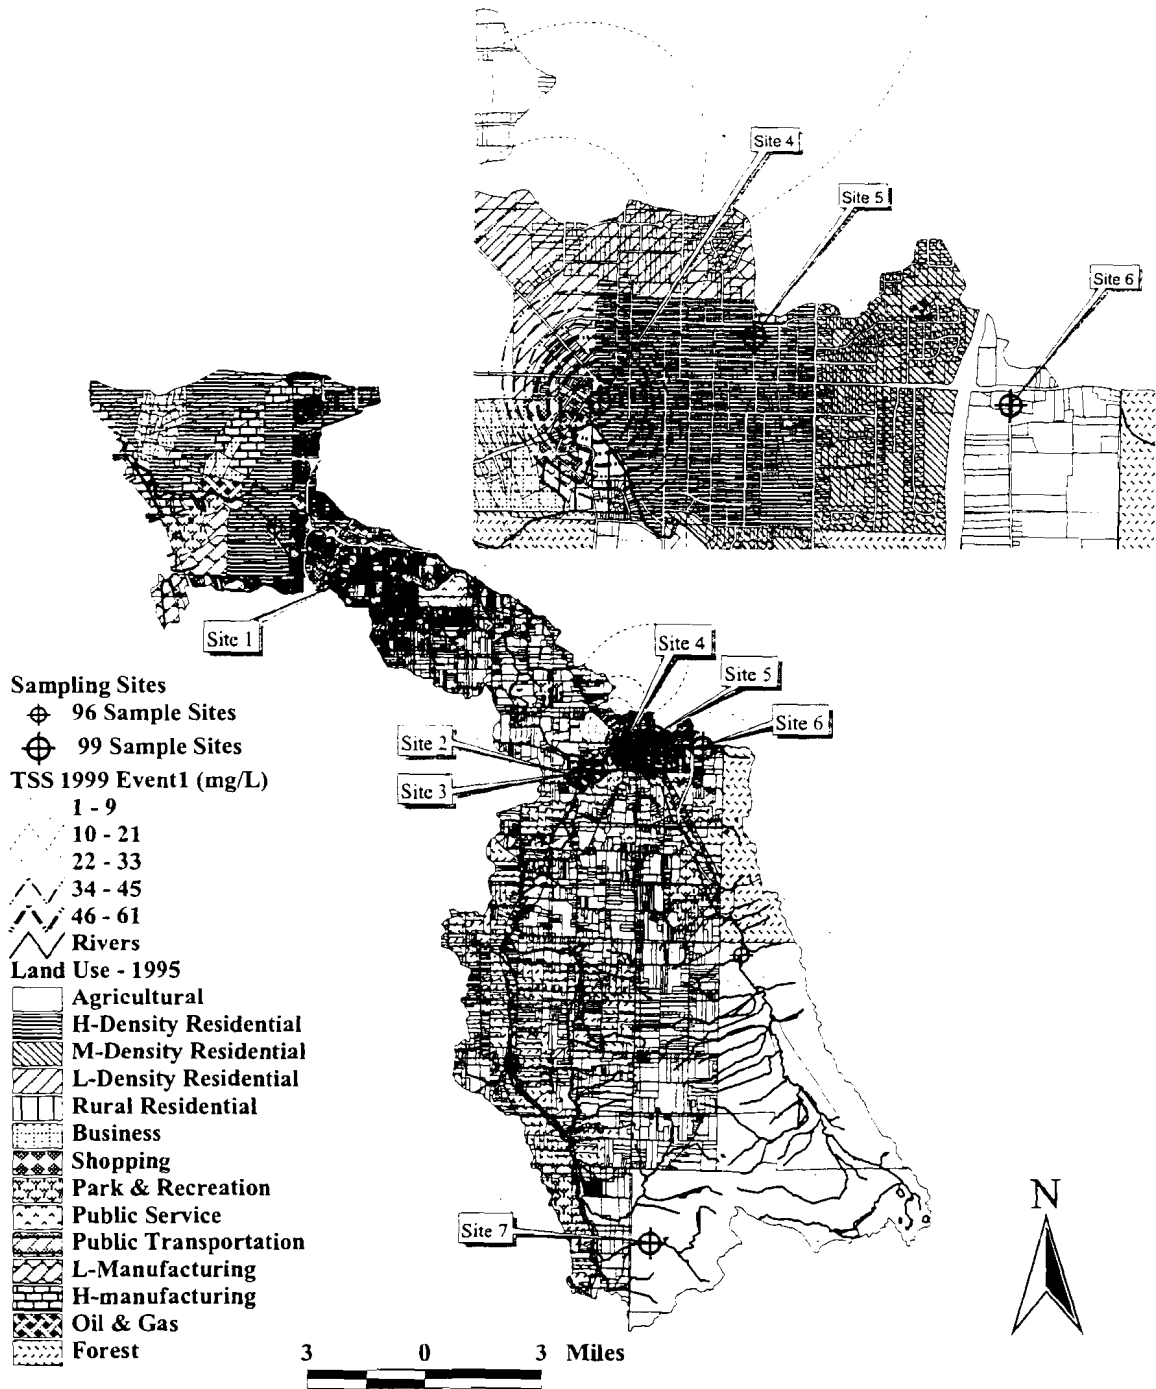 Site 4
Site 5
Site 6
Site 1
Site 4
Site 5
Site 6
Site 2
Site 3
Site 7
Sampling Sites
96 Sample Sites
99 Sample Sites
TSS 1999 Event1 (mg/L)
1 - 9
10 - 21
22 - 33
34 - 45
46 - 61
Rivers
Land Use - 1995
Agricultural
H-Density Residential
M-Density Residential
L-Density Residential
Rural Residential
Business
Shopping
Park & Recreation
Public Service
Public Transportation
L-Manufacturing
H-manufacturing
Oil & Gas
Forest
3 0 3 Miles
N